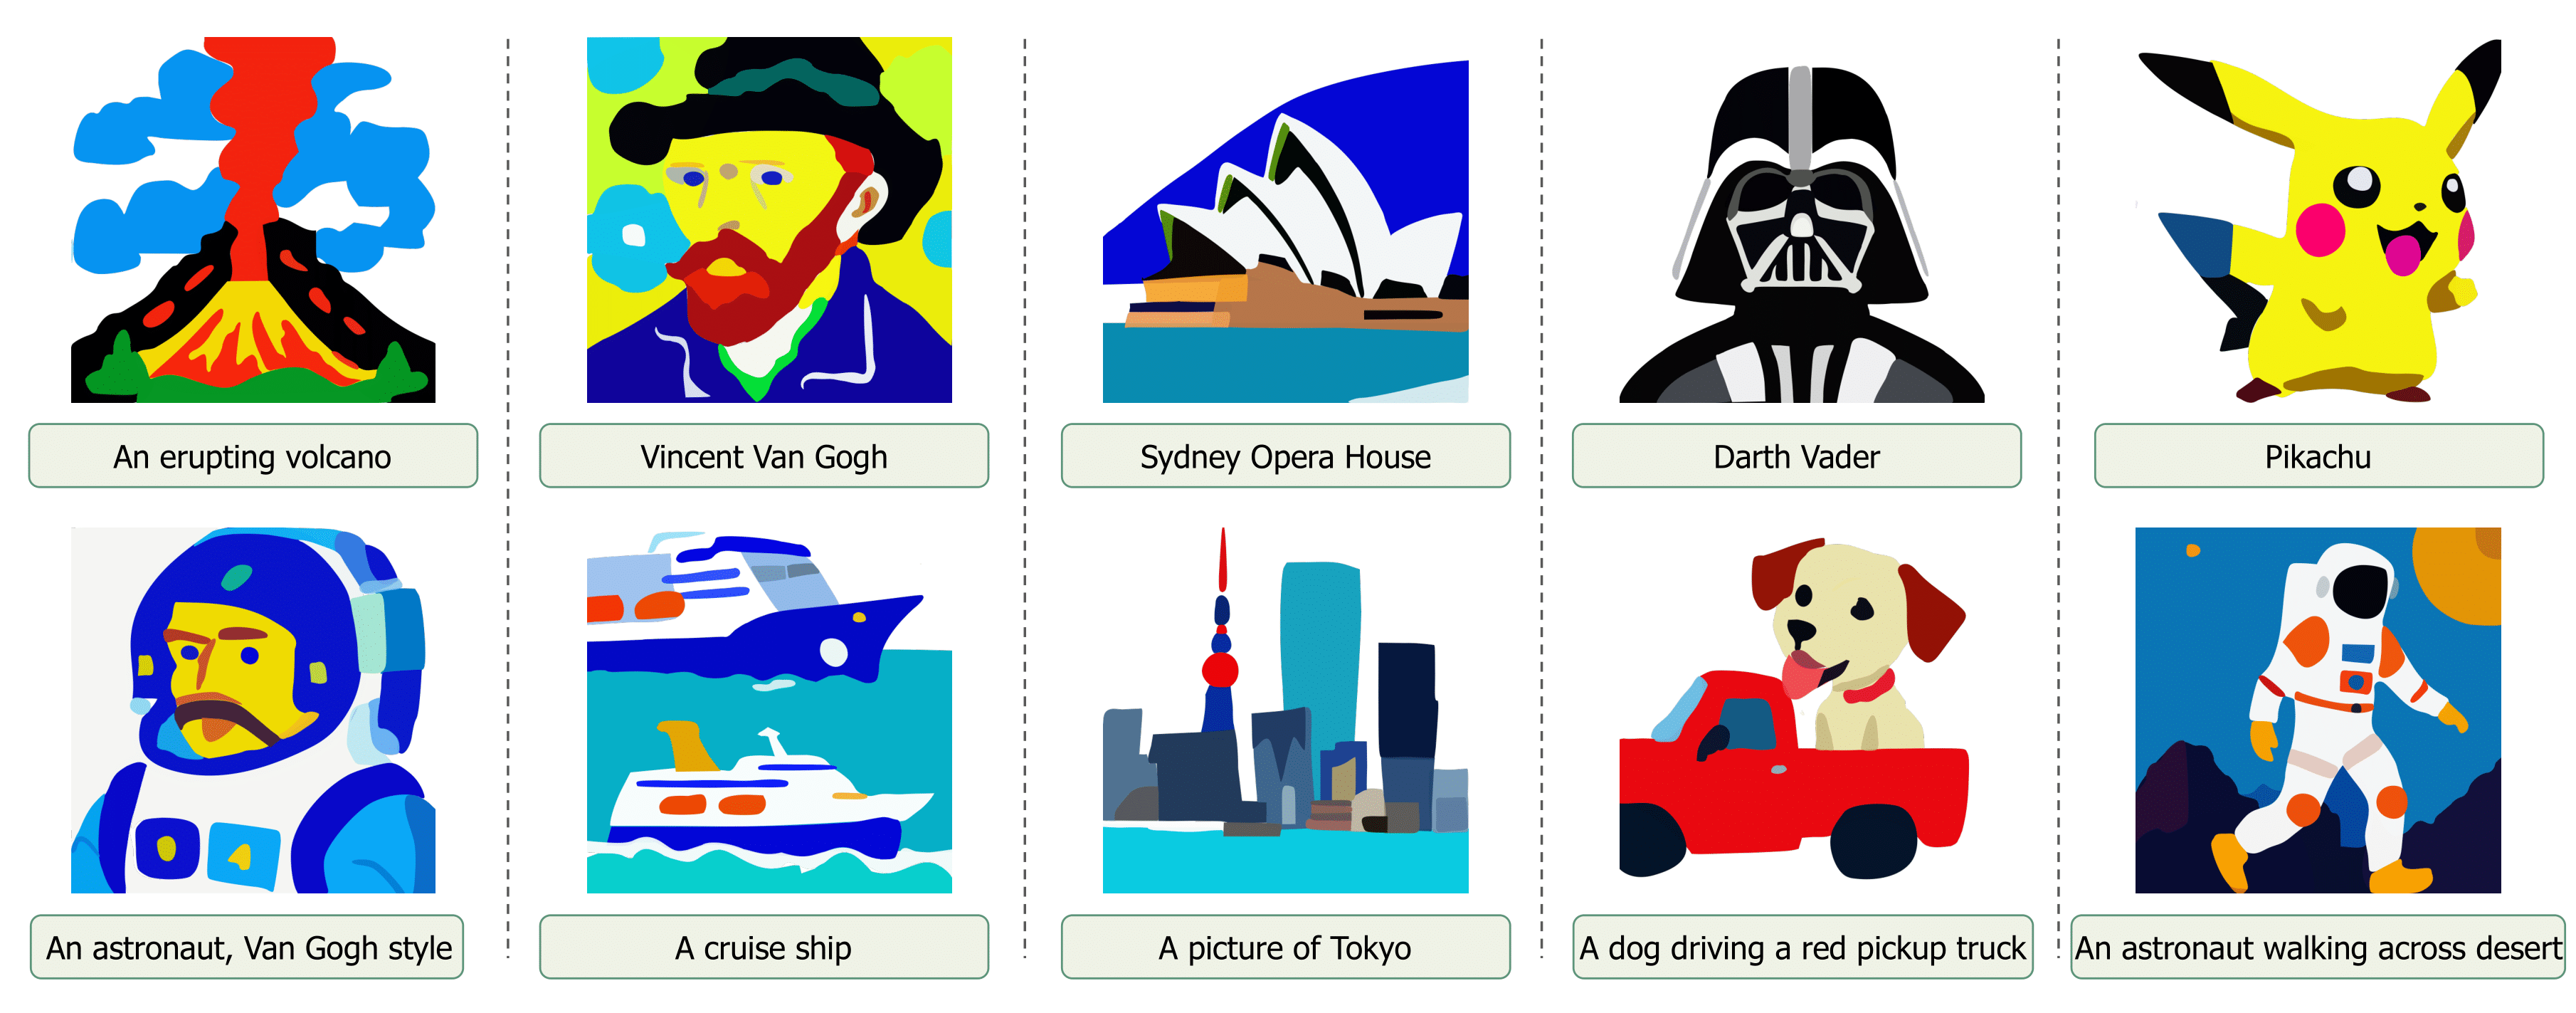 An erupting volcano
Vincent Van Gogh
Sydney Opera House
Darth Vader
Pikachu
An astronaut, Van Gogh style
A cruise ship
A picture of Tokyo
A dog driving a red pickup truck
An astronaut walking across desert